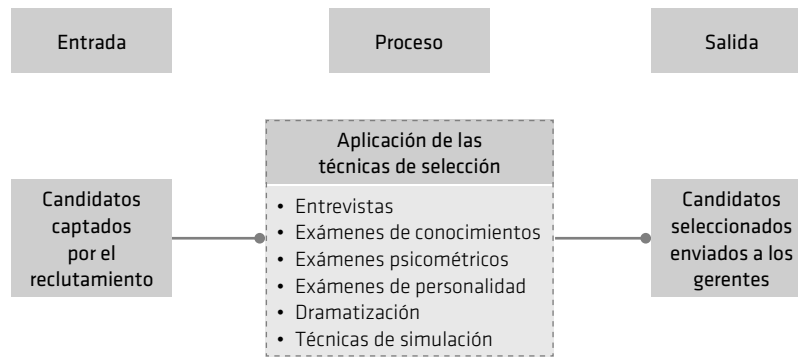 Entrada
Proceso
Salida
Candidatos
captados
por el
reclutamiento
Aplicación de las
técnicas de selección
• Entrevistas
• Exámenes de conocimientos
• Exámenes psicométricos
• Exámenes de personalidad
• Dramatización
• Técnicas de simulación
Candidatos
seleccionados
enviados a los
gerentes